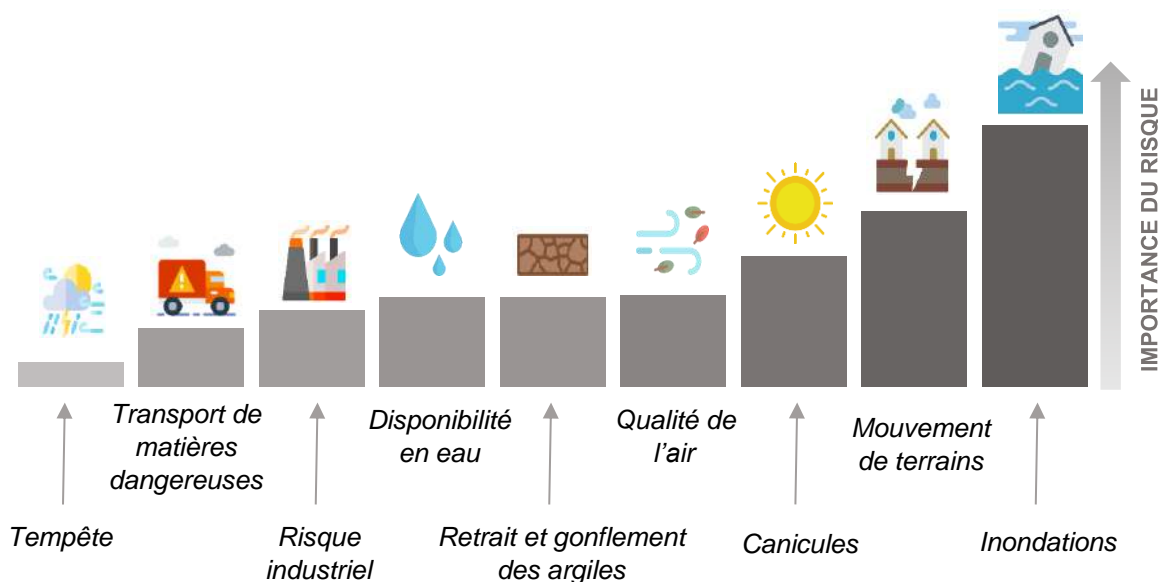 IMPORTANCE DU RISQUE
Tempête
Transport de
matières
dangereuses
Risque
industriel
Disponibilité
en eau
Retrait et gonflement
des argiles
Qualité de
l’air
Canicules
Mouvement
de terrains
Inondations